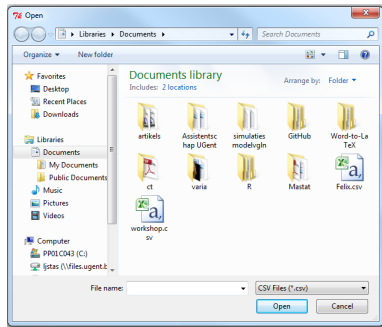 Open
Libraries Documents
Search Documents
Organize New folder
Favorites
Desktop
Recent Places
Downloads
Libraries
Documents
My Documents
Public Documents
Music
Pictures
Videos
Computer
PP01C043 (C:)
ljstas (\\files.ugent.b
Documents library
Includes: 2 locations
Arrange by: Folder
artikels
Assistentsc
hap UGent
simulaties
modelvgln
GitHub
Word-to-La
TeX
ct
varia
R
Mastat
Felix.csv
workshop.c
sv
File name:
CSV Files (*.csv)
Open Cancel